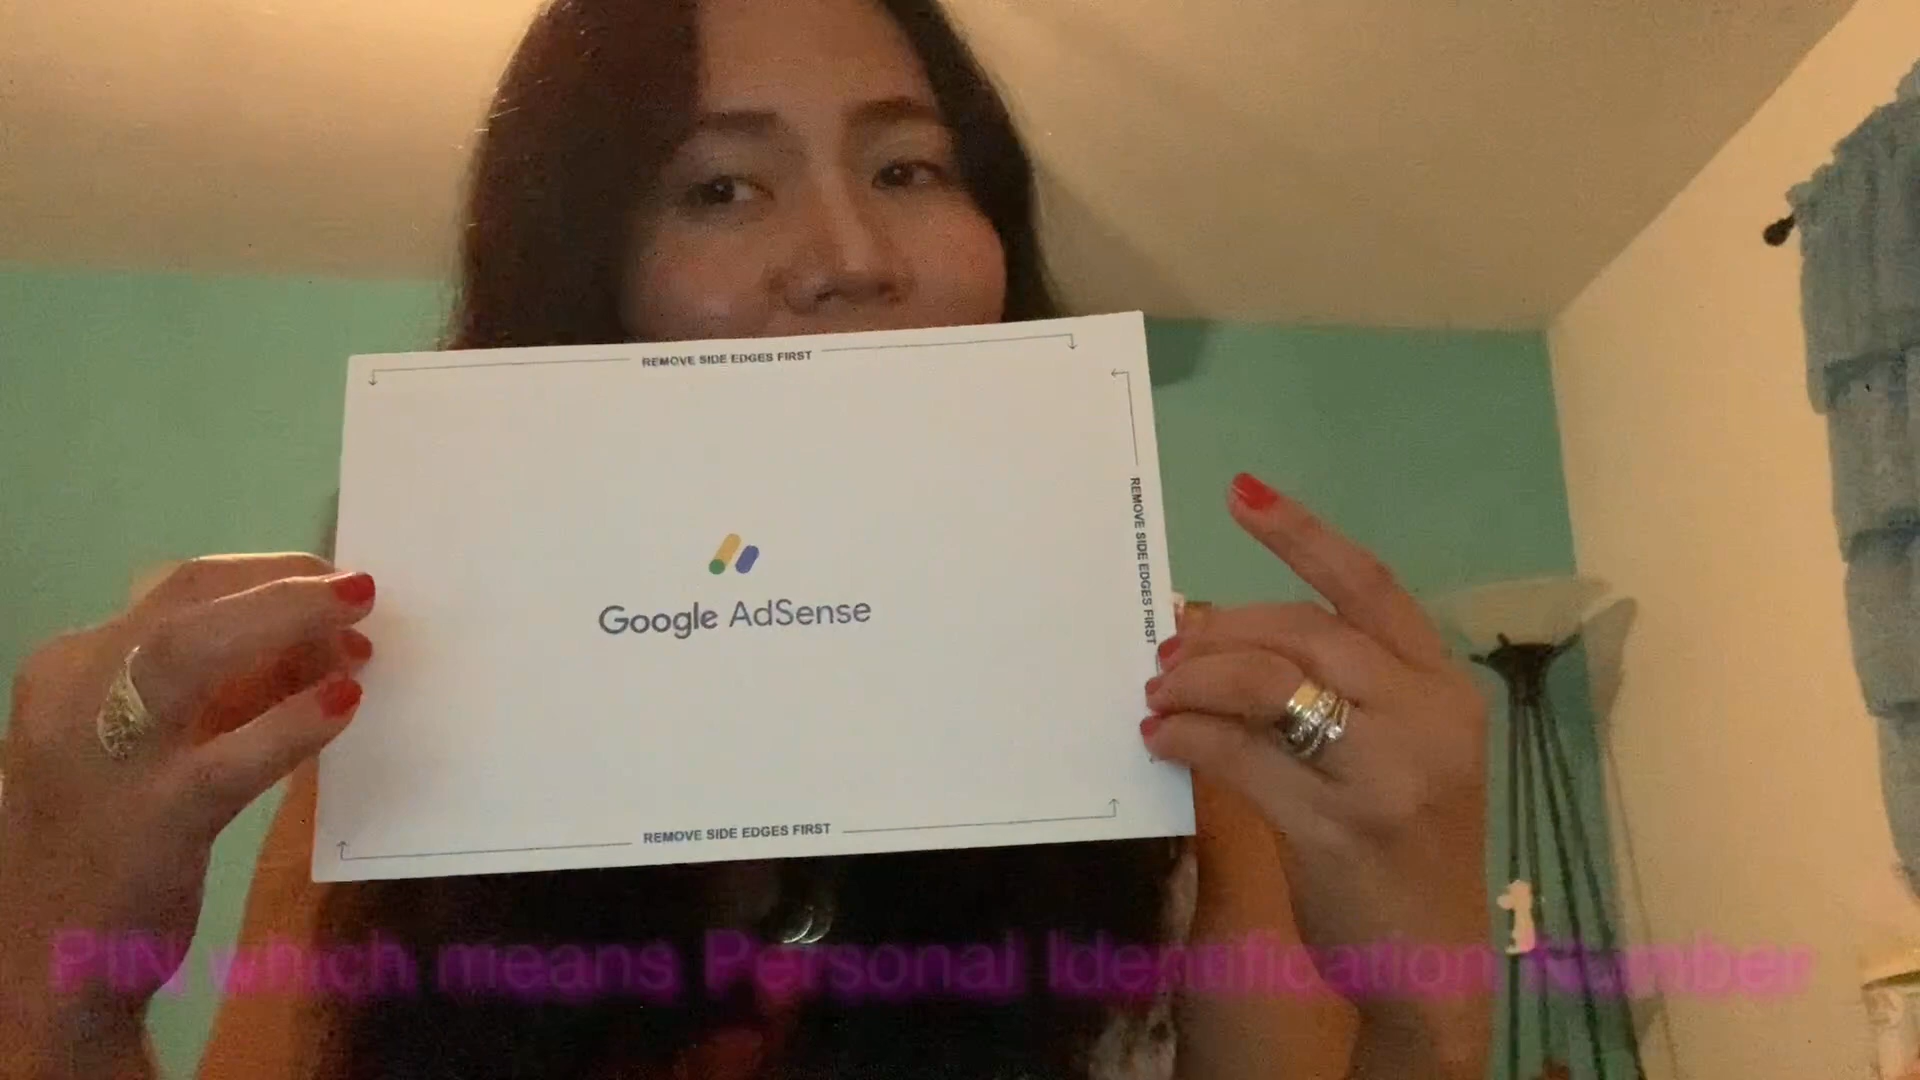 REMOVE SIDE EDGES FIRST
REMOVE SIDE EDGES FIRST
Google AdSense
REMOVE SIDE EDGES FIRST
PIN which means Personal Identification Number